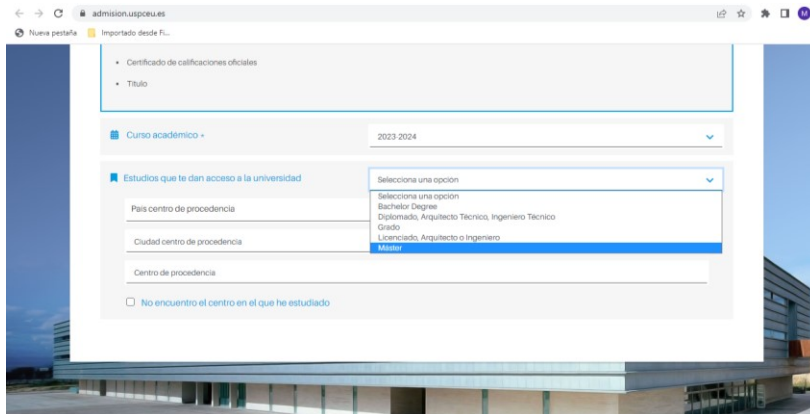 admision.uspceu.es
M
Nueva pestaña Importado desde Fi...
Certificado de calificaciones oficiales
Título
Curso académico
2023-2024
Estudios que te dan acceso a la universidad
Selecciona una opción
Selecciona una opción
Bachelor Degree
Diplomado, Arquitecto Técnico, Ingeniero Técnico
Grado
Licenciado, Arquitecto o Ingeniero
Máster
País centro de procedencia
Ciudad centro de procedencia
Centro de procedencia
No encuentro el centro en el que he estudiado